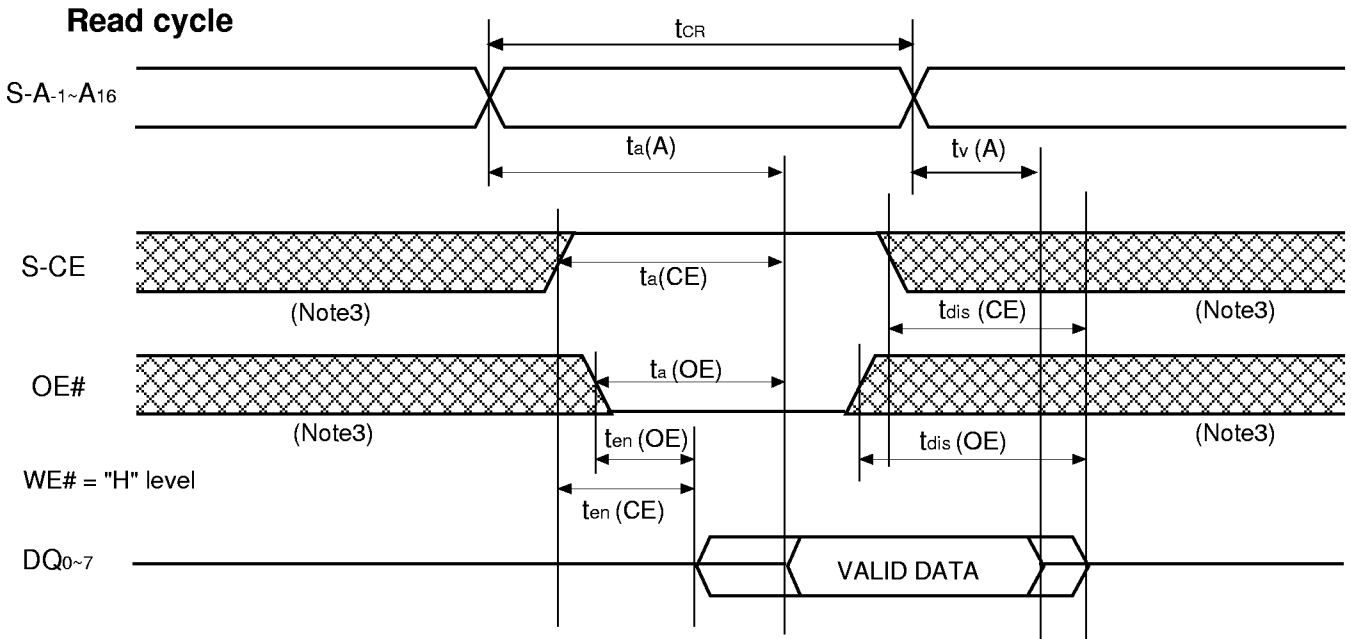 Read cycle
tCR
S-A-1~A16
ta(A)
tv (A)
S-CE
ta(CE)
(Note3)
tdis (CE)
(Note3)
OE#
ta (OE)
(Note3)
ten (OE)
tdis (OE)
(Note3)
WE# = "H" level
ten (CE)
DQ0~7
VALID DATA